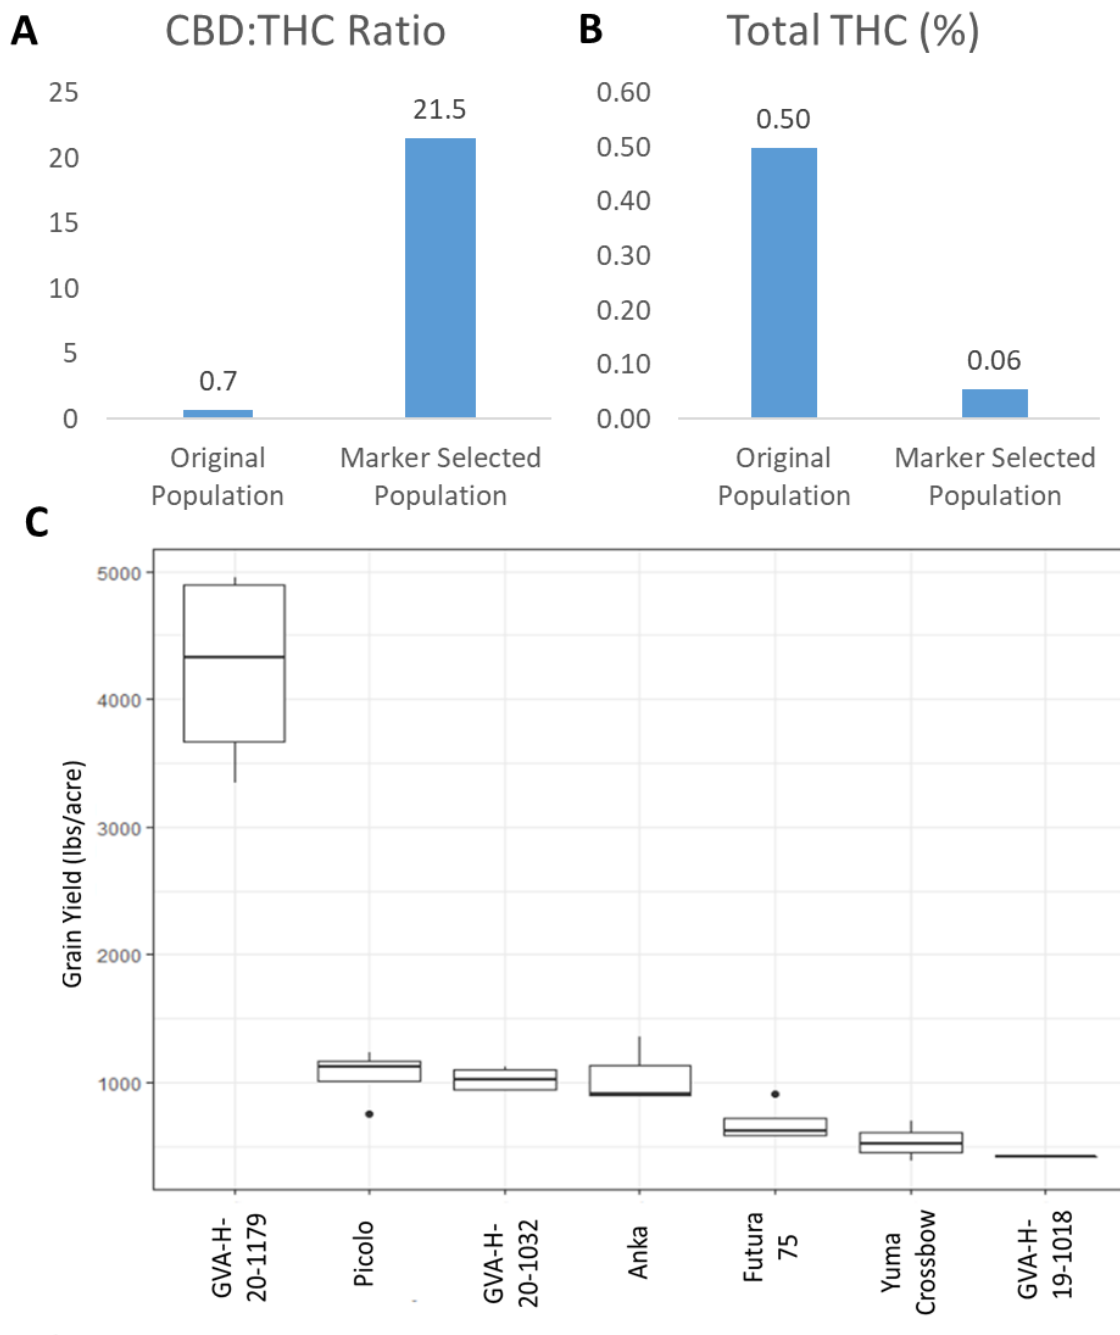 A
CBD:THC Ratio
25
20
15
10
5
0
0.7
21.5
Original
Population
Marker Selected
Population
B
Total THC (%)
0.60
0.50
0.40
0.30
0.20
0.10
0.00
0.50
0.06
Original
Population
Marker Selected
Population
C
Grain Yield (lbs/acre)
5000
4000
3000
2000
1000
GVA-H-
20-1179
Picolo
GVA-H-
20-1032
Anka
Futura
75
Yuma
Crossbow
GVA-H-
19-1018